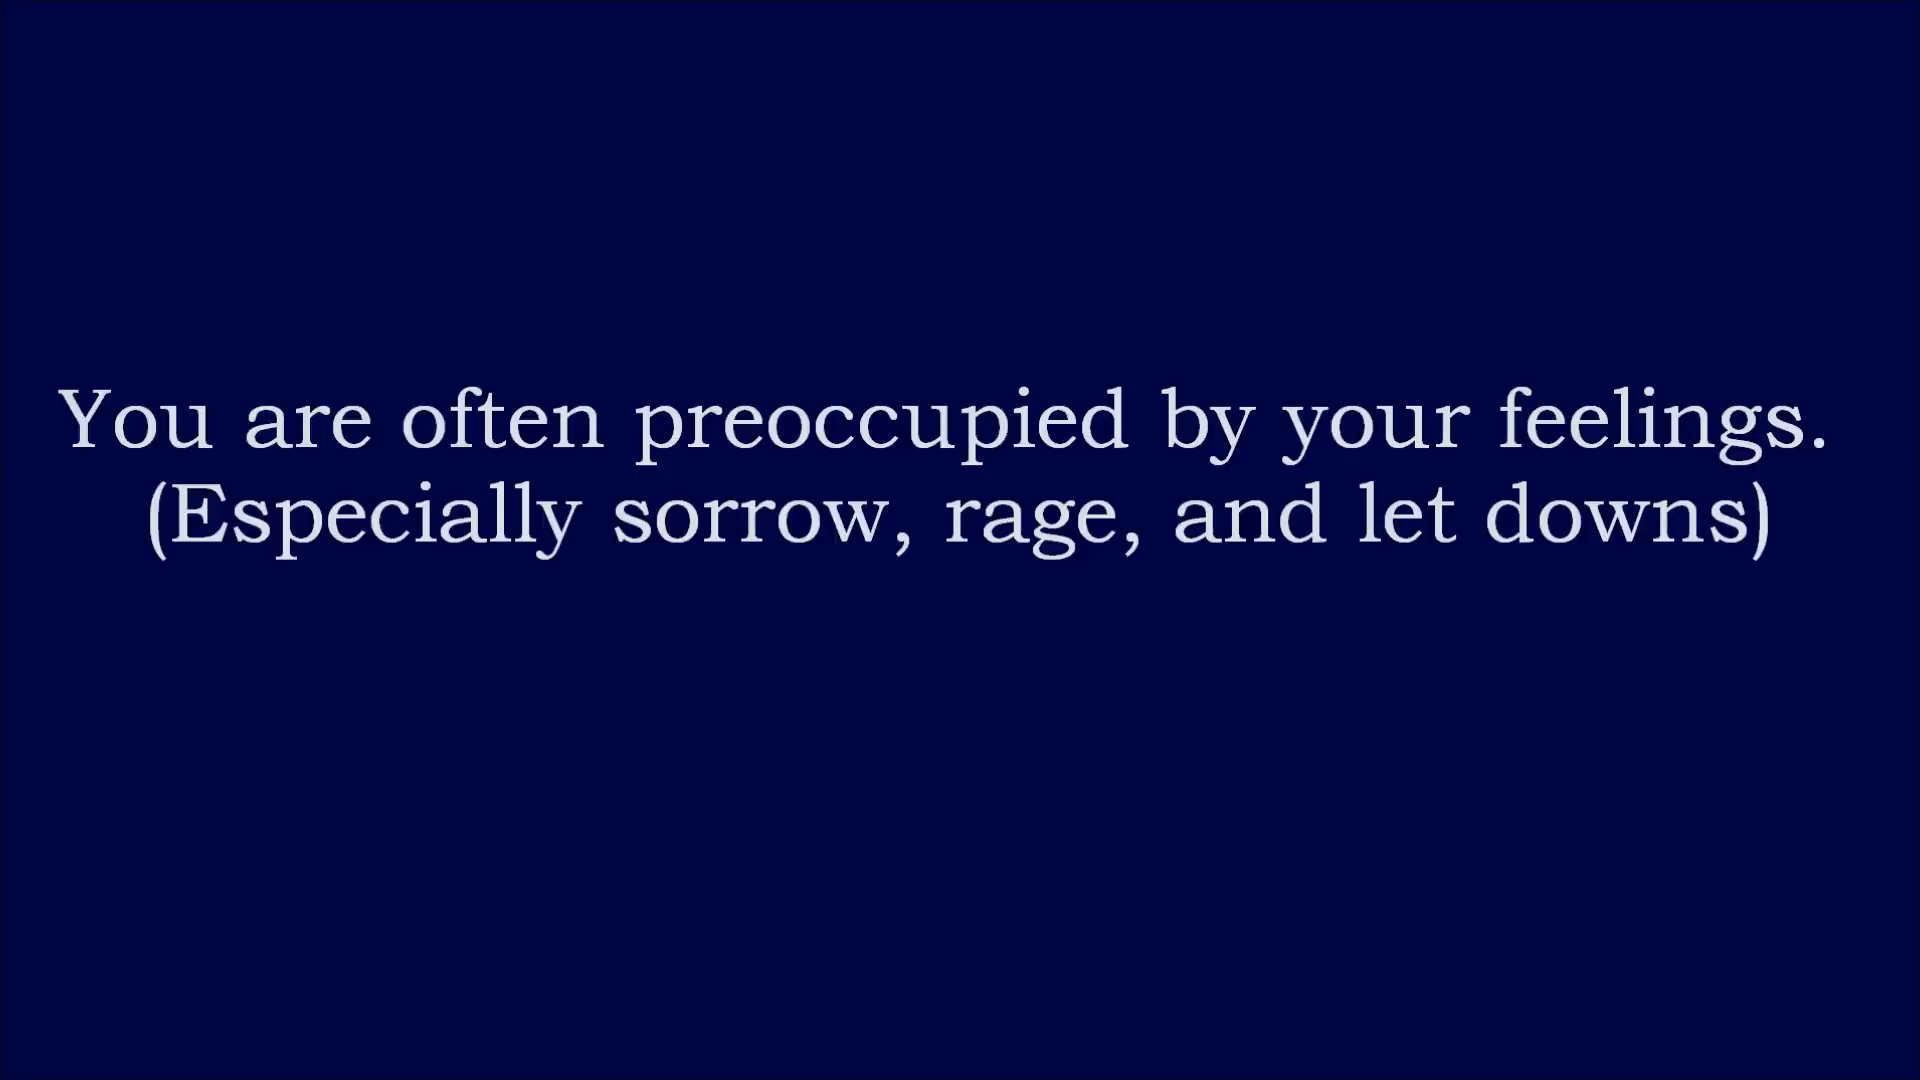 You are often preoccupied by your feelings.
(Especially sorrow, rage, and let downs)